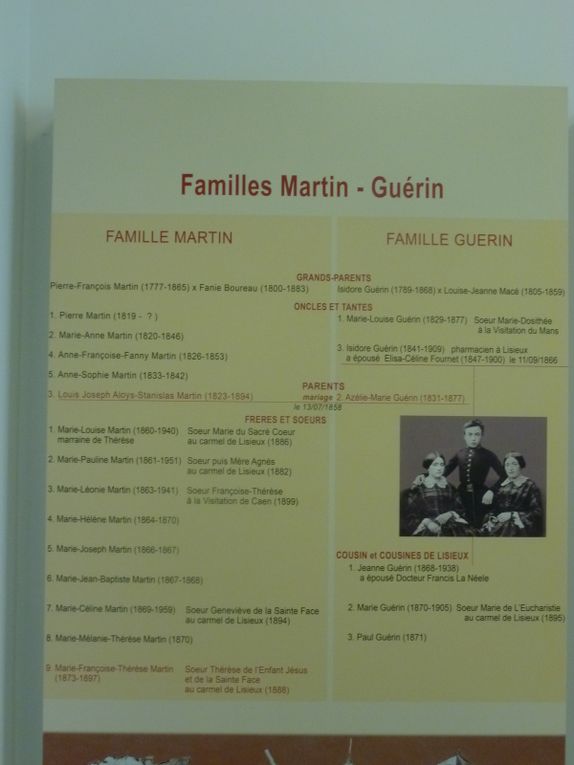 Familles Martin - Guérin
FAMILLE MARTIN
FAMILLE GUERIN
GRANDS-PARENTS
Pierre-François Martin (1777-1865) x Fanie Boureau (1800-1883)
Isidore Guérin (1789-1868) x Louise-Jeanne Macé (1805-1859)
ONCLES ET TANTES
1. Pierre Martin (1819 - ? )
2. Marie-Anne Martin (1820-1846)
4. Anne-Françoise-Fanny Martin (1826-1853)
5. Anne-Sophie Martin (1833-1842)
1. Marie-Louise Guérin (1829-1877) Soeur Marie-Dosithée
à la Visitation du Mans
3. Isidore Guérin (1841-1909) pharmacien à Lisieux
a épousé Elisa-Céline Fournet (1847-1900) le 11/09/1866
PARENTS
3. Louis Joseph Aloys-Stanislas Martin (1823-1894)
mariage
le 13/07/1858
2. Azélie-Marie Guérin (1831-1877)
FRERES ET SOEURS
1. Marie-Louise Martin (1860-1940) Soeur Marie du Sacré Coeur
marraine de Thérèse au carmel de Lisieux (1886)
2. Marie-Pauline Martin (1861-1951) Soeur puis Mère Agnès
au carmel de Lisieux (1882)
3. Marie-Léonie Martin (1863-1941) Soeur Françoise-Thérèse
à la Visitation de Caen (1899)
4. Marie-Hélène Martin (1864-1870)
5. Marie-Joseph Martin (1866-1867)
6. Marie-Jean-Baptiste Martin (1867-1868)
7. Marie-Céline Martin (1869-1959) Soeur Geneviève de la Sainte Face
au carmel de Lisieux (1894)
8. Marie-Mélanie-Thérèse Martin (1870)
9. Marie-Françoise-Thérèse Martin Soeur Thérèse de l'Enfant Jésus
(1873-1897) et de la Sainte Face
au carmel de Lisieux (1888)
COUSIN et COUSINES DE LISIEUX
1. Jeanne Guérin (1868-1938)
a épousé Docteur Francis La Néele
2. Marie Guérin (1870-1905) Soeur Marie de L'Eucharistie
au carmel de Lisieux (1895)
3. Paul Guérin (1871)